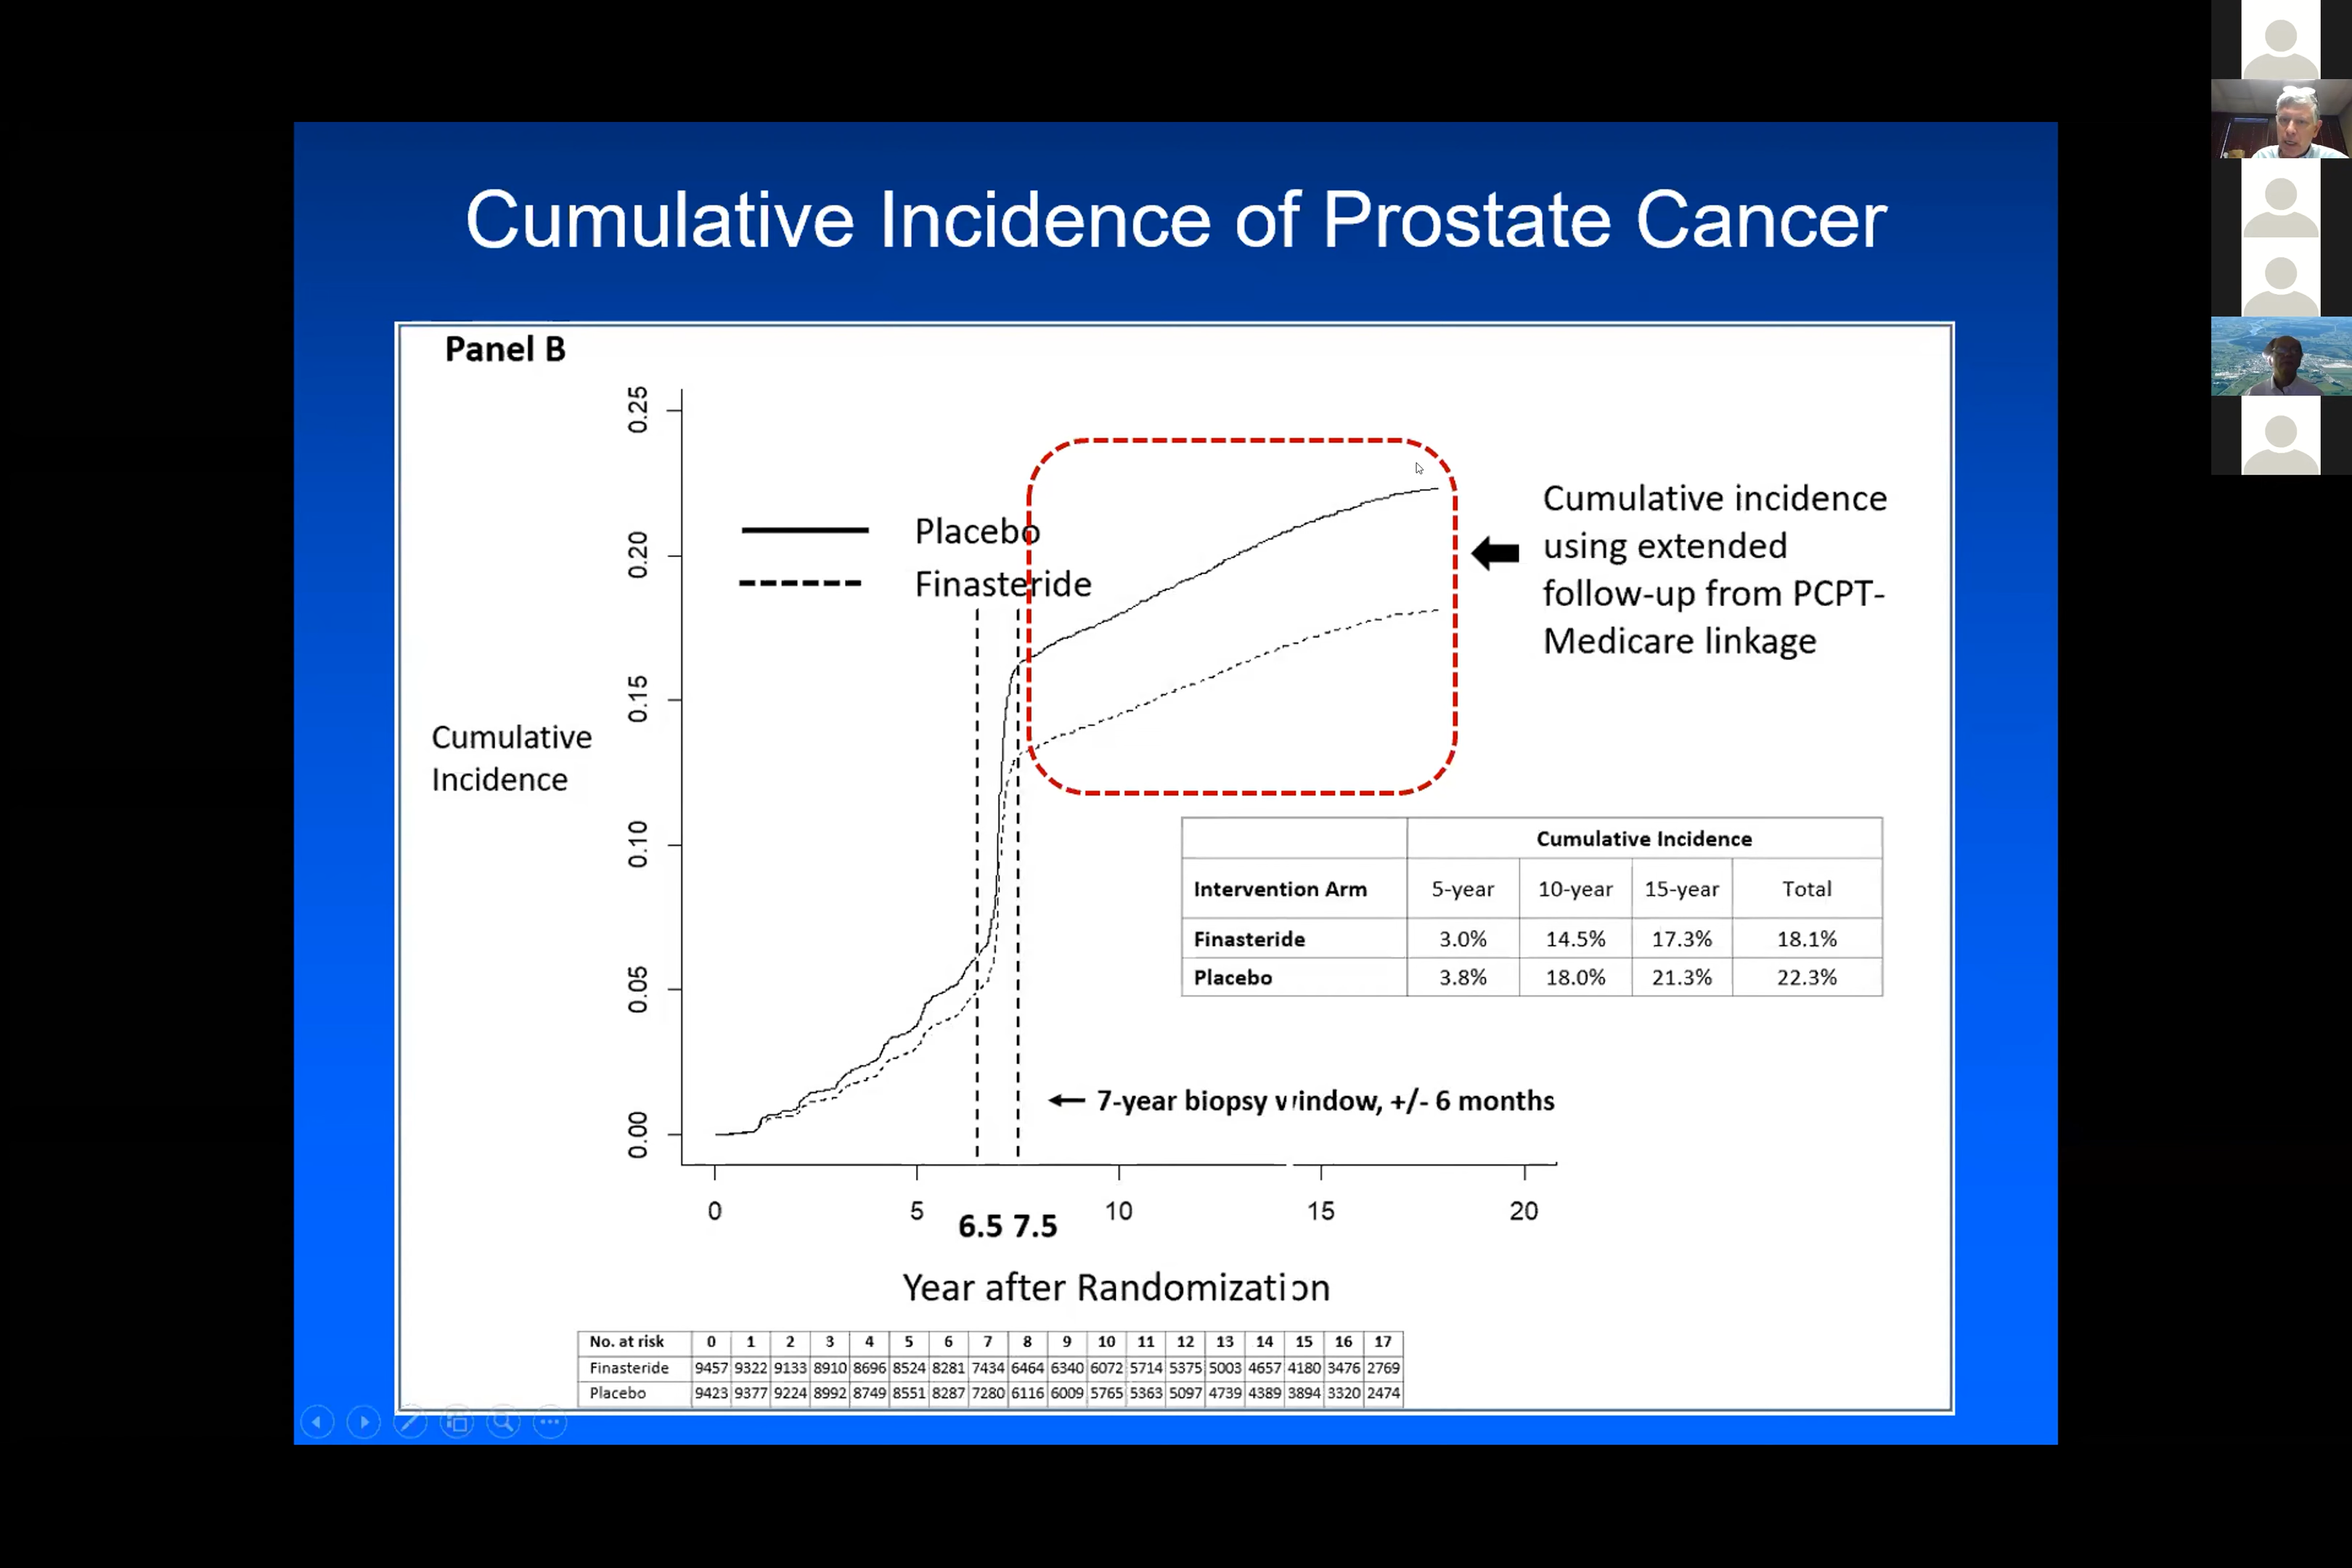 Cumulative Incidence of Prostate Cancer
Panel B
0.25
0.20
0.15
0.10
0.05
0.00
Cumulative
Incidence
Placebo
Finasteride
Cumulative incidence
using extended
follow-up from PCPT-
Medicare linkage
Cumulative Incidence
Intervention Arm 5-year 10-year 15-year Total
Finasteride 3.0% 14.5% 17.3% 18.1%
Placebo 3.8% 18.0% 21.3% 22.3%
7-year biopsy window, +/- 6 months
0 5 10 15 20
6.5 7.5
Year after Randomization
No. at risk 0 1 2 3 4 5 6 7 8 9 10 11 12 13 14 15 16 17
Finasteride 9457 9322 9133 8910 8696 8524 8281 7434 6464 6340 6072 5714 5375 5003 4657 4180 3476 2769
Placebo 9423 9377 9224 8992 8749 8551 8287 7280 6116 6009 5765 5363 5097 4739 4389 3894 3320 2474